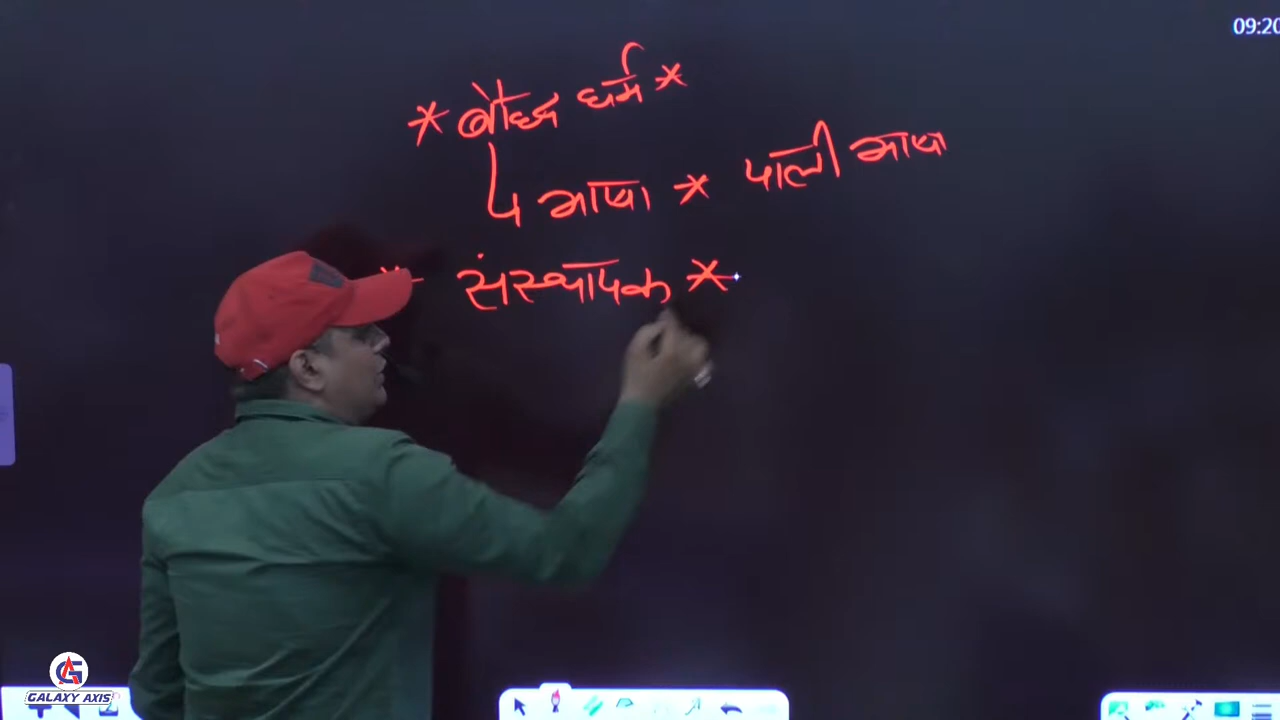 09:20
* बौद्ध धर्म *
भाषा * पाली भाषा
*- संस्थापक *
GALAXY AXIS